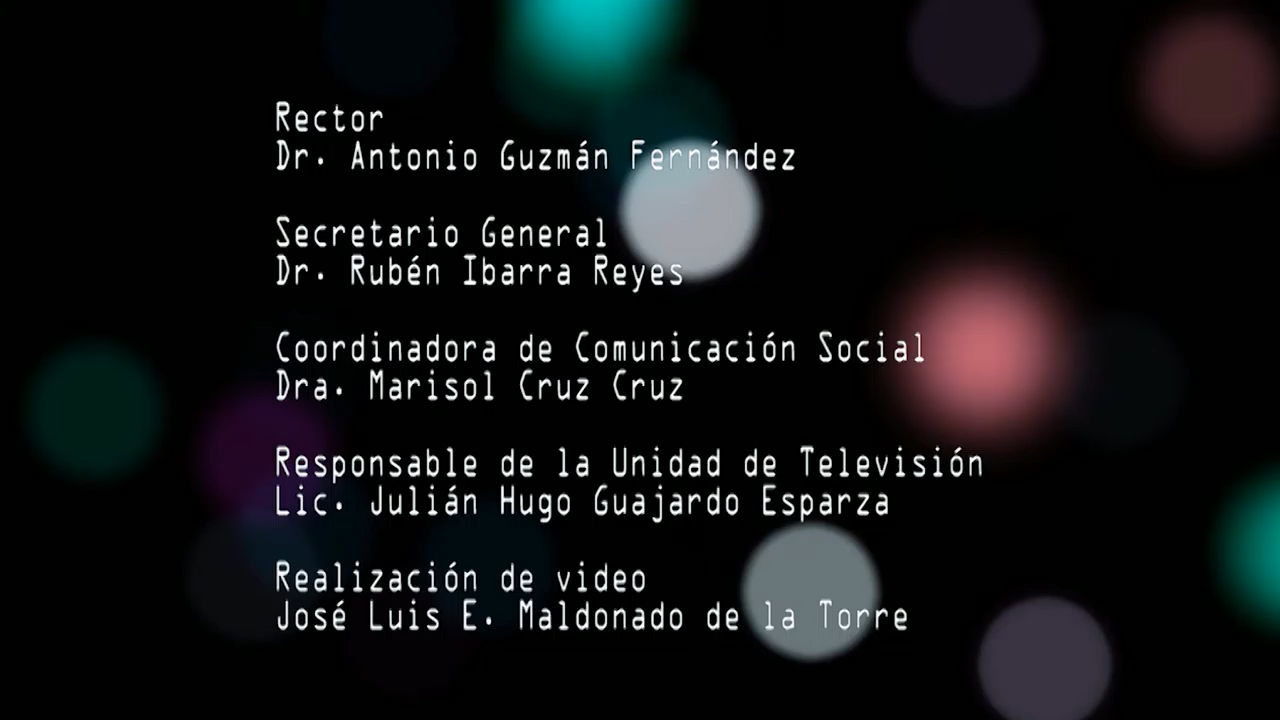 Rector
Dr. Antonio Guzmán Fernández
Secretario General
Dr. Rubén Ibarra Reyes
Coordinadora de Comunicación Social
Dra. Marisol Cruz Cruz
Responsable de la Unidad de Televisión
Lic. Julián Hugo Guajardo Esparza
Realización de video
José Luis E. Maldonado de la Torre